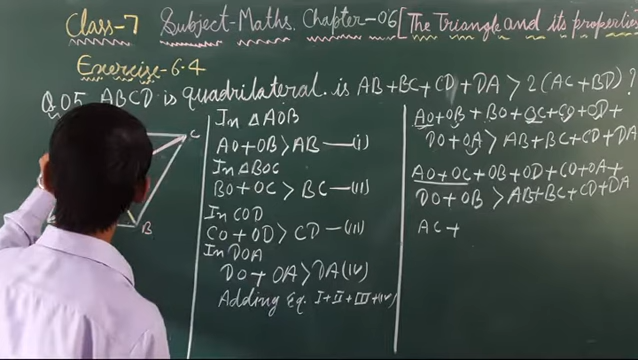 Class-7 Subject-Maths. Chapter-06 [The Triangle and its properties
Exercise-6.4
Q.05. ABCD is quadrilateral. is AB+BC+CD+DA > 2(AC+BD)?
C
B
In △AOB
AO+OB>AB—(i)
In △BOC
BO+OC>BC—(II)
In COD
CO+OD>CD—(III)
In DOA
DO+OA>DA(IV)
Adding Eq. I+II+III+(IV)
AO+OB+BO+OC+CO+OD+
DO+OA>AB+BC+CD+DA
AO+OC+OB+OD+CO+OA+
DO+OB>AB+BC+CD+DA
AC+